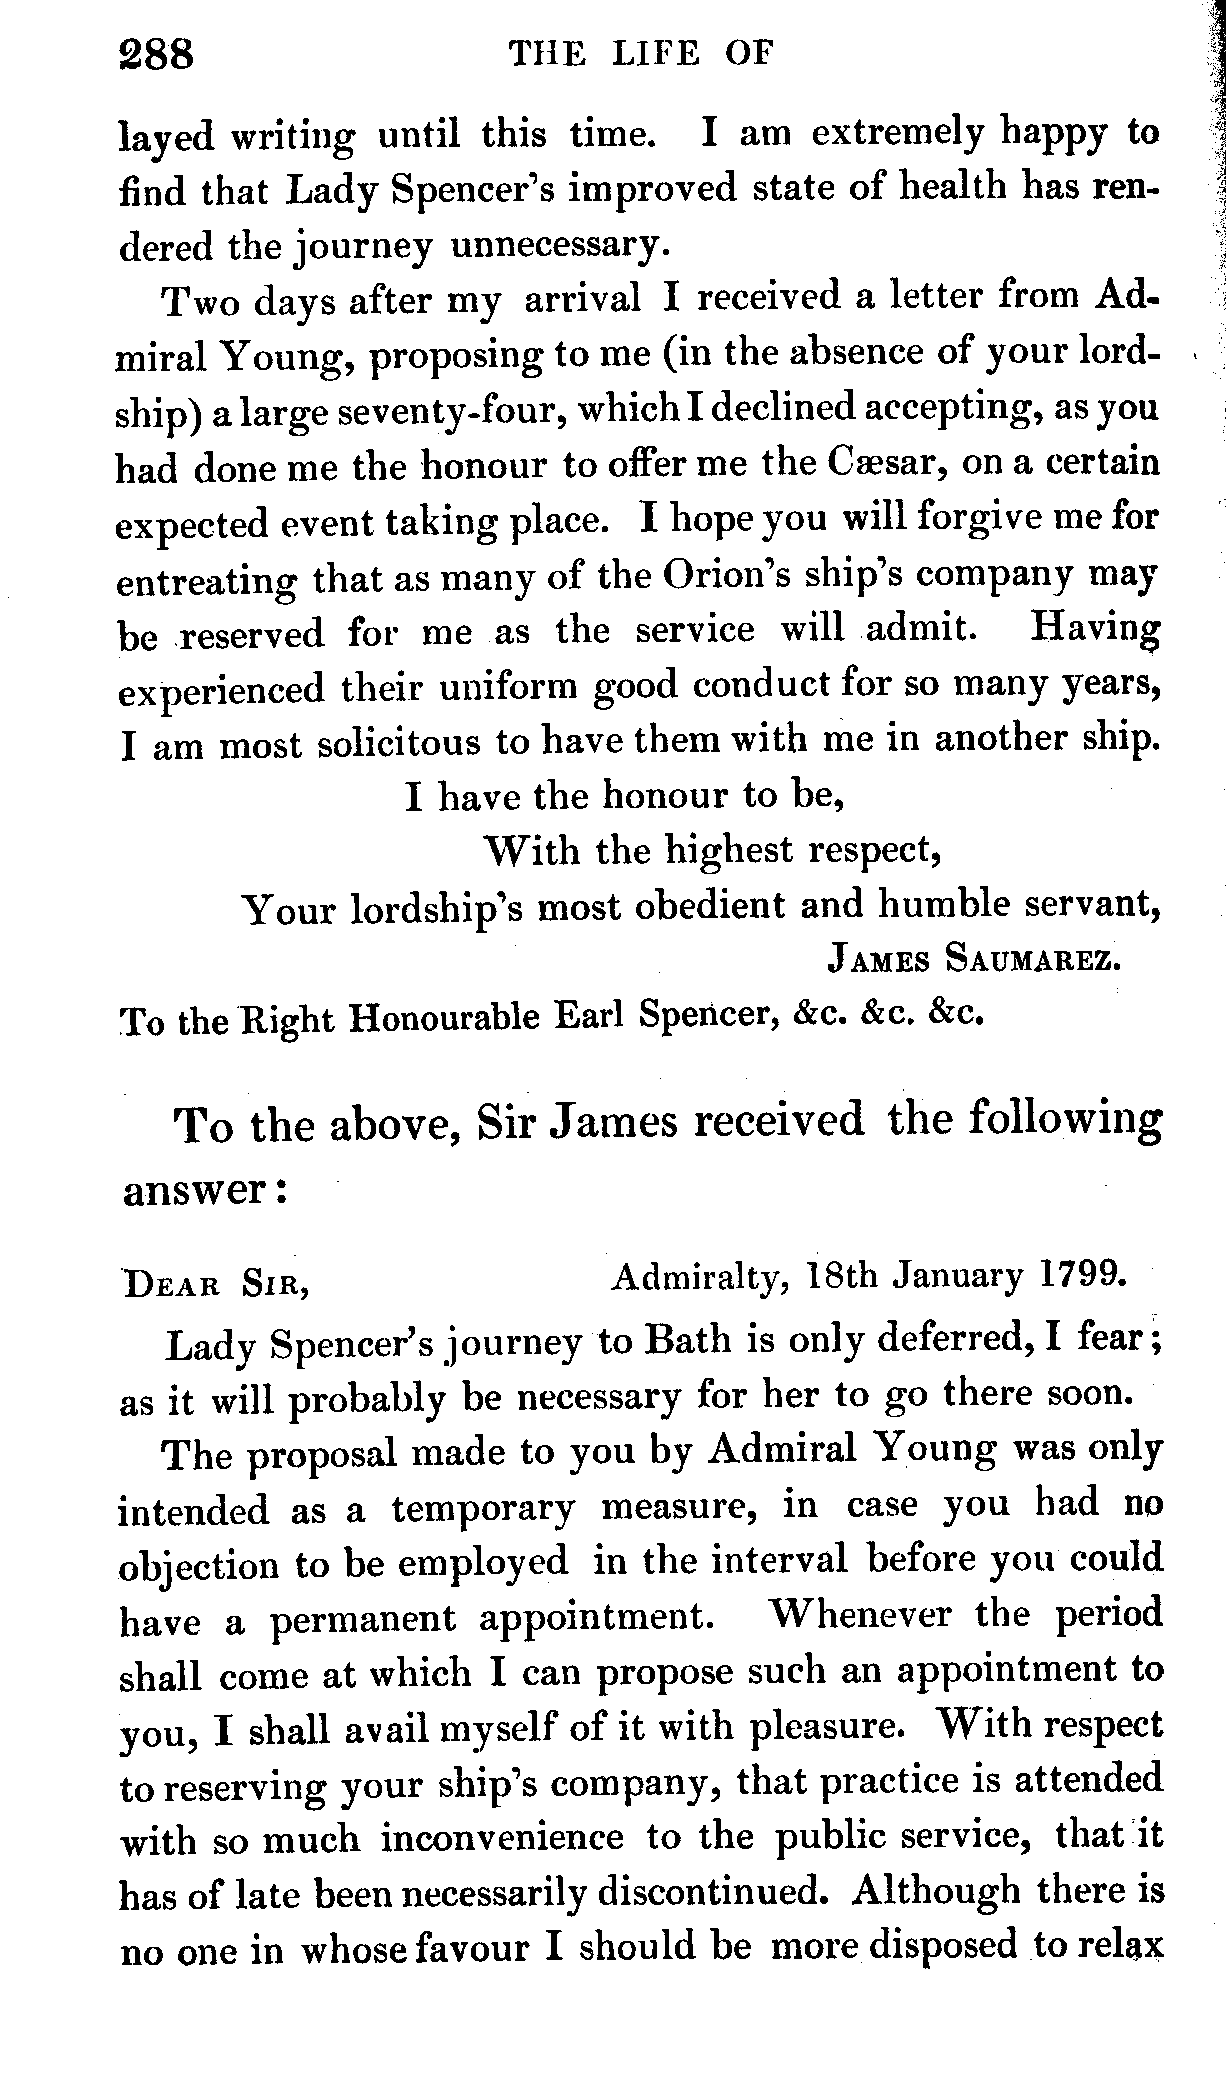 288 THE LIFE OF
layed writing until this time. I am extremely happy to
find that Lady Spencer's improved state of health has ren-
dered the journey unnecessary.
Two days after my arrival I received a letter from Ad-
miral Young, proposing to me (in the absence of your lord-
ship) a large seventy-four, which I declined accepting, as you
had done me the honour to offer me the Cæsar, on a certain
expected event taking place. I hope you will forgive me for
entreating that as many of the Orion's ship's company may
be reserved for me as the service will admit. Having
experienced their uniform good conduct for so many years,
I am most solicitous to have them with me in another ship.
I have the honour to be,
With the highest respect,
Your lordship's most obedient and humble servant,
JAMES SAUMAREZ.
To the Right Honourable Earl Spencer, &c. &c. &c.
To the above, Sir James received the following
answer:
DEAR SIR, Admiralty, 18th January 1799.
Lady Spencer's journey to Bath is only deferred, I fear;
as it will probably be necessary for her to go there soon.
The proposal made to you by Admiral Young was only
intended as a temporary measure, in case you had no
objection to be employed in the interval before you could
have a permanent appointment. Whenever the period
shall come at which I can propose such an appointment to
you, I shall avail myself of it with pleasure. With respect
to reserving your ship's company, that practice is attended
with so much inconvenience to the public service, that it
has of late been necessarily discontinued. Although there is
no one in whose favour I should be more disposed to relax